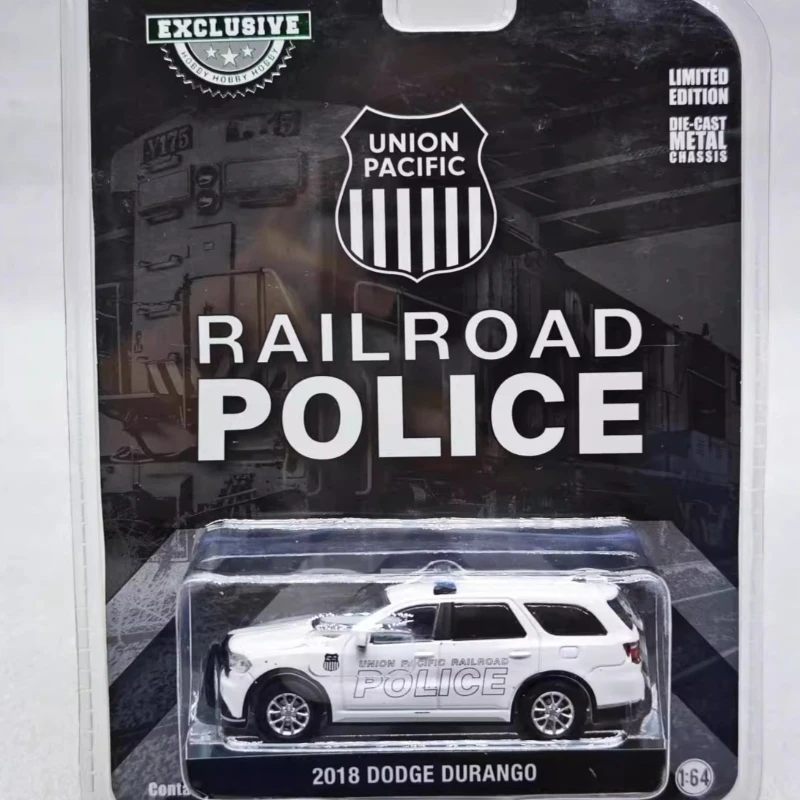 EXCLUSIVE
HOBBY HOBBY HOBBY
LIMITED
EDITION
DIE-CAST
METAL
CHASSIS
UNION
PACIFIC
Y175
RAILROAD
POLICE
UNION PACIFIC RAILROAD
POLICE
2018 DODGE DURANGO
1:64